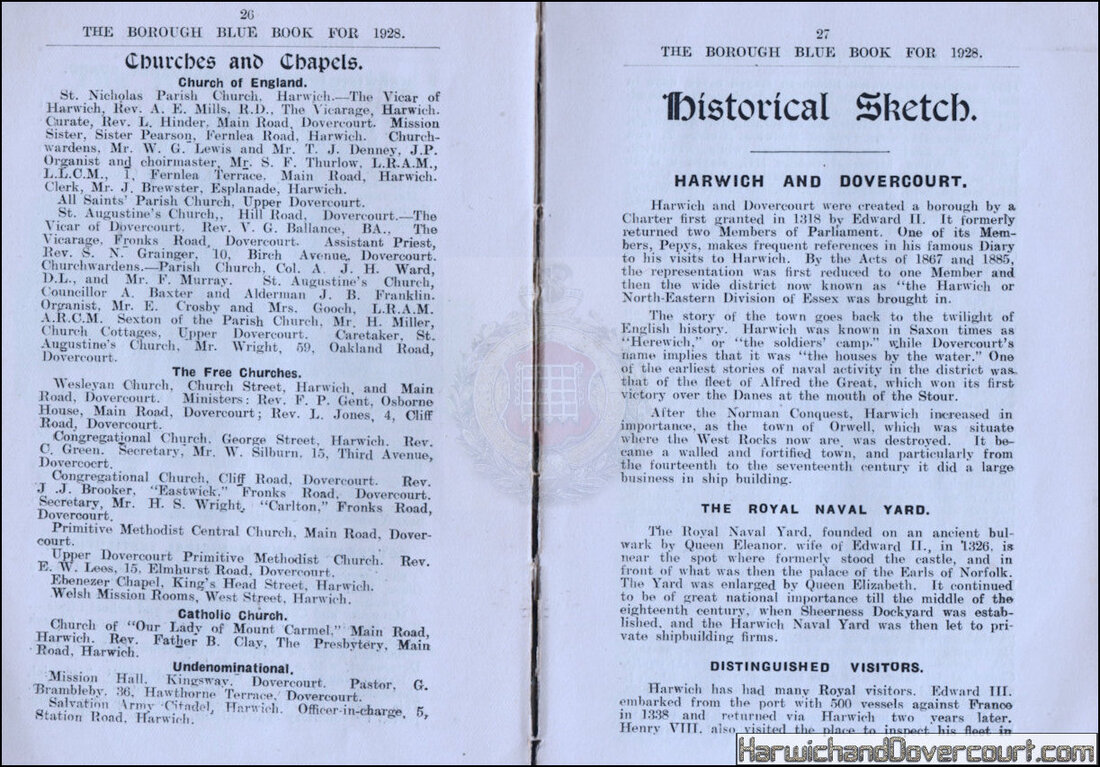 26
THE BOROUGH BLUE BOOK FOR 1928.
Churches and Chapels.
Church of England.
St. Nicholas Parish Church, Harwich.—The Vicar of
Harwich, Rev. A. E. Mills, R.D., The Vicarage, Harwich.
Curate, Rev. L. Hinder, Main Road, Dovercourt. Mission
Sister, Sister Pearson, Fernlea Road, Harwich. Church-
wardens, Mr. W. G. Lewis and Mr. T. J. Denney, J.P.
Organist and choirmaster, Mr. S. F. Thurlow, L.R.A.M.,
L.L.C.M., 1, Fernlea Terrace, Main Road, Harwich.
Clerk, Mr. J. Brewster, Esplanade, Harwich.
All Saints' Parish Church, Upper Dovercourt.
St. Augustine's Church,, Hill Road, Dovercourt.—The
Vicar of Dovercourt, Rev. V. G. Ballance, BA., The
Vicarage, Fronks Road, Dovercourt. Assistant Priest,
Rev. S. N. Grainger, 10, Birch Avenue, Dovercourt.
Churchwardens.—Parish Church, Col. A. J. H. Ward,
D.L., and Mr. F. Murray. St. Augustine's Church,
Councillor A. Baxter and Alderman J. B. Franklin.
Organist, Mr. E. Crosby and Mrs. Gooch, L.R.A.M.
A.R.C.M. Sexton of the Parish Church, Mr. H. Miller,
Church Cottages, Upper Dovercourt. Caretaker, St.
Augustine's Church, Mr. Wright, 59, Oakland Road,
Dovercourt.
The Free Churches.
Wesleyan Church, Church Street, Harwich, and Main
Road, Dovercourt. Ministers: Rev. F. P. Gent, Osborne
House, Main Road, Dovercourt; Rev. L. Jones, 4, Cliff
Road, Dovercourt.
Congregational Church, George Street, Harwich. Rev.
C. Green. Secretary, Mr. W. Silburn, 15, Third Avenue,
Dovercoert.
Congregational Church, Cliff Road, Dovercourt. Rev.
J .J. Brooker, "Eastwick," Fronks Road, Dovercourt.
Secretary, Mr. H. S. Wright, "Carlton," Fronks Road,
Dovercourt.
Primitive Methodist Central Church, Main Road, Dover-
court.
Upper Dovercourt Primitive Methodist Church. Rev.
E. W. Lees, 15, Elmhurst Road, Dovercourt.
Ebenezer Chapel, King's Head Street, Harwich.
Welsh Mission Rooms, West Street, Harwich.
Catholic Church.
Church of "Our Lady of Mount Carmel," Main Road,
Harwich. Rev. Father B. Clay, The Presbytery, Main
Road, Harwich.
Undenominational.
Mission Hall, Kingsway, Dovercourt. Pastor, G.
Brambleby, 36, Hawthorne Terrace, Dovercourt.
Salvation Army Citadel, Harwich. Officer-in-charge, 5,
Station Road, Harwich.
27
THE BOROUGH BLUE BOOK FOR 1928.
Historical Sketch.
HARWICH AND DOVERCOURT.
Harwich and Dovercourt were created a borough by a
Charter first granted in 1318 by Edward II. It formerly
returned two Members of Parliament. One of its Mem-
bers, Pepys, makes frequent references in his famous Diary
to his visits to Harwich. By the Acts of 1867 and 1885,
the representation was first reduced to one Member and
then the wide district now known as "the Harwich or
North-Eastern Division of Essex was brought in.
The story of the town goes back to the twilight of
English history. Harwich was known in Saxon times as
"Herewich," or "the soldiers' camp." while Dovercourt's
name implies that it was "the houses by the water." One
of the earliest stories of naval activity in the district was
that of the fleet of Alfred the Great, which won its first
victory over the Danes at the mouth of the Stour.
After the Norman Conquest, Harwich increased in
importance, as the town of Orwell, which was situate
where the West Rocks now are, was destroyed. It be-
came a walled and fortified town, and particularly from
the fourteenth to the seventeenth century it did a large
business in ship building.
THE ROYAL NAVAL YARD.
The Royal Naval Yard, founded on an ancient bul-
wark by Queen Eleanor, wife of Edward II., in 1326, is
near the spot where formerly stood the castle, and in
front of what was then the palace of the Earls of Norfolk.
The Yard was enlarged by Queen Elizabeth. It continued
to be of great national importance till the middle of the
eighteenth century, when Sheerness Dockyard was estab-
lished, and the Harwich Naval Yard was then let to pri-
vate shipbuilding firms.
DISTINGUISHED VISITORS.
Harwich has had many Royal visitors. Edward III.
embarked from the port with 500 vessels against France
in 1338 and returned via Harwich two years later.
Henry VIII. also visited the place to inspect his fleet in
HarwichandDovercourt.com